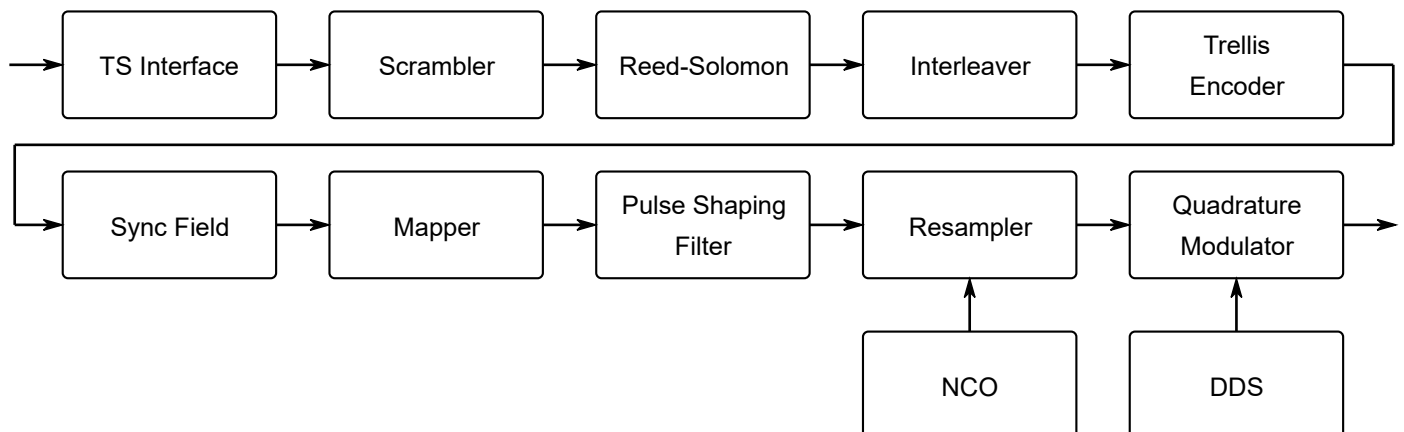 TS Interface
Scrambler
Reed-Solomon
Interleaver
Trellis
Encoder
Sync Field
Mapper
Pulse Shaping
Filter
Resampler
Quadrature
Modulator
NCO
DDS